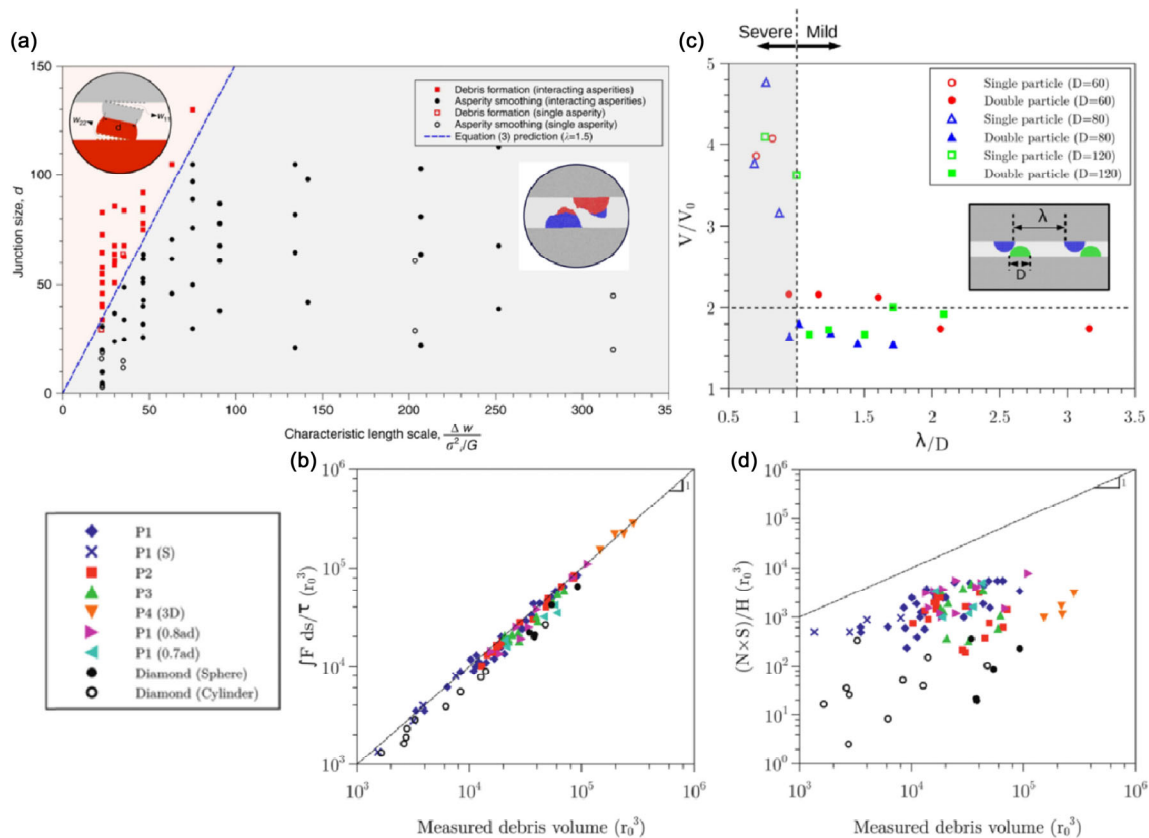 (a)
150
100
50
0
0
50
100
150
200
250
300
35
Junction size, d
Characteristic length scale, Δw / σ²ⱼ/G
Debris formation (interacting asperities)
Asperity smoothing (interacting asperities)
Debris formation (single asperity)
Asperity smoothing (single asperity)
Equation (3) prediction (λ=1.5)
d
(c)
Severe
Mild
5
4
3
2
1
0.5
1
1.5
2
2.5
3
3.5
V/V₀
λ/D
Single particle (D=60)
Double particle (D=60)
Single particle (D=80)
Double particle (D=80)
Single particle (D=120)
Double particle (D=120)
λ
D
P1
P1 (S)
P2
P3
P4 (3D)
P1 (0.8ad)
P1 (0.7ad)
Diamond (Sphere)
Diamond (Cylinder)
(b)
10⁶
10⁵
10⁴
10³
10³
10⁴
10⁵
10⁶
1
∫F ds/τ (r₀³)
Measured debris volume (r₀³)
(d)
10⁶
10⁵
10⁴
10³
10²
10¹
10⁰
10³
10⁴
10⁵
10⁶
1
(N×S)/H (r₀³)
Measured debris volume (r₀³)